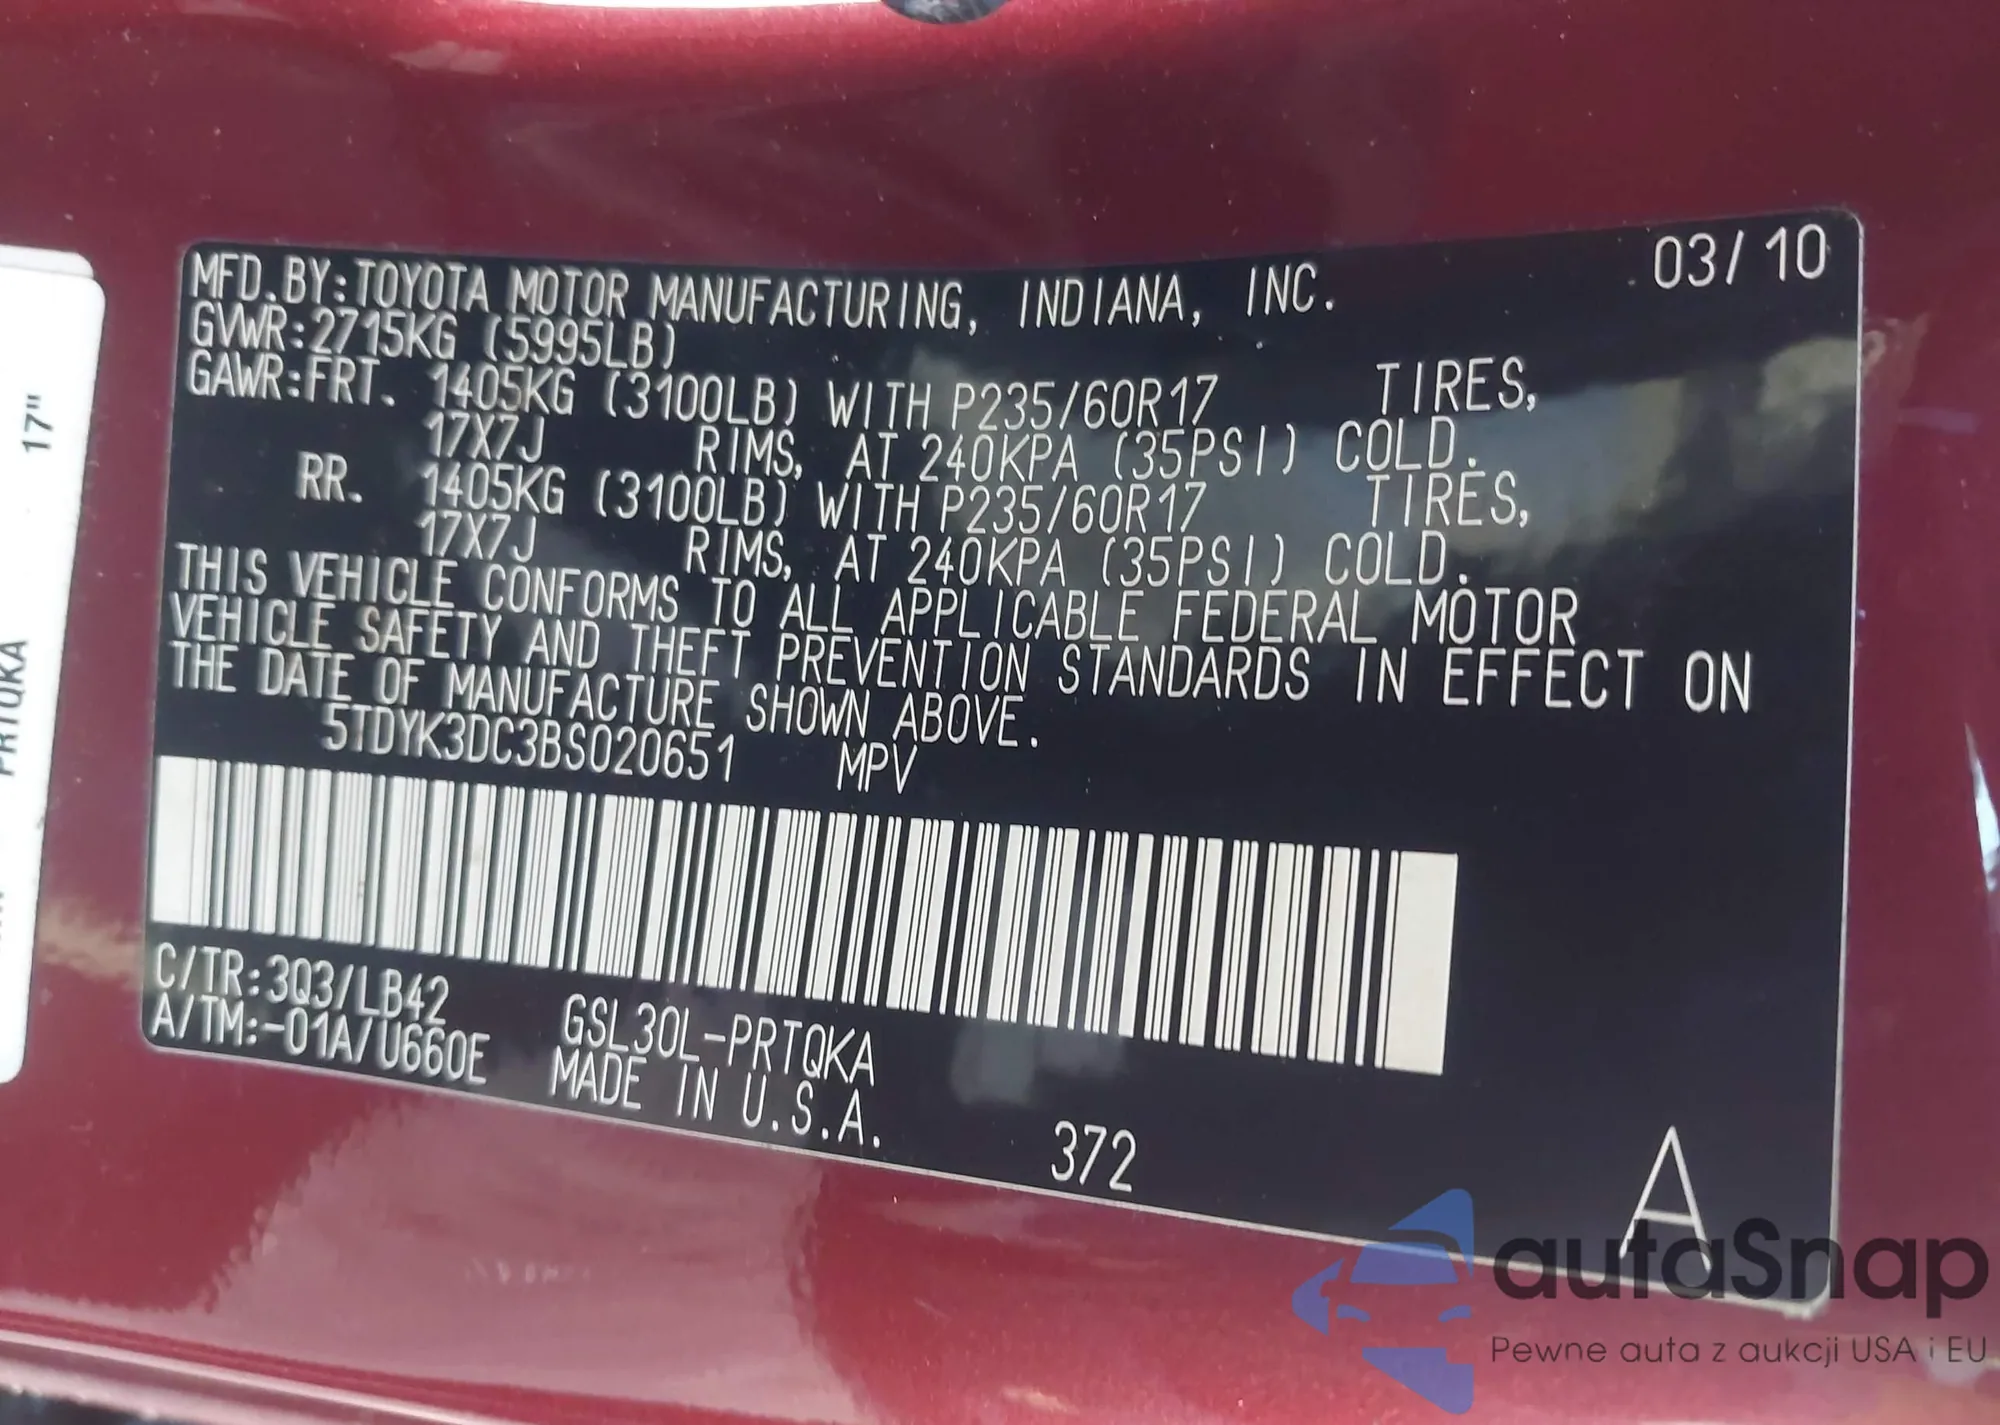 03/10
MFD.BY:TOYOTA MOTOR MANUFACTURING, INDIANA, INC.
GVWR:2715KG (5995LB)
GAWR:FRT. 1405KG (3100LB) WITH P235/60R17 TIRES,
17X7J RIMS, AT 240KPA (35PSI) COLD.
RR. 1405KG (3100LB) WITH P235/60R17 TIRES,
17X7J RIMS, AT 240KPA (35PSI) COLD.
THIS VEHICLE CONFORMS TO ALL APPLICABLE FEDERAL MOTOR
VEHICLE SAFETY AND THEFT PREVENTION STANDARDS IN EFFECT ON
THE DATE OF MANUFACTURE SHOWN ABOVE.
5TDYK3DC3BS020651 MPV
C/TR:3Q3/LB42 GSL30L-PRTQKA
A/TM:-01A/U660E MADE IN U.S.A.
372
A
17"
PRTQKA
autaSnap
Pewne auta z aukcji USA i EU